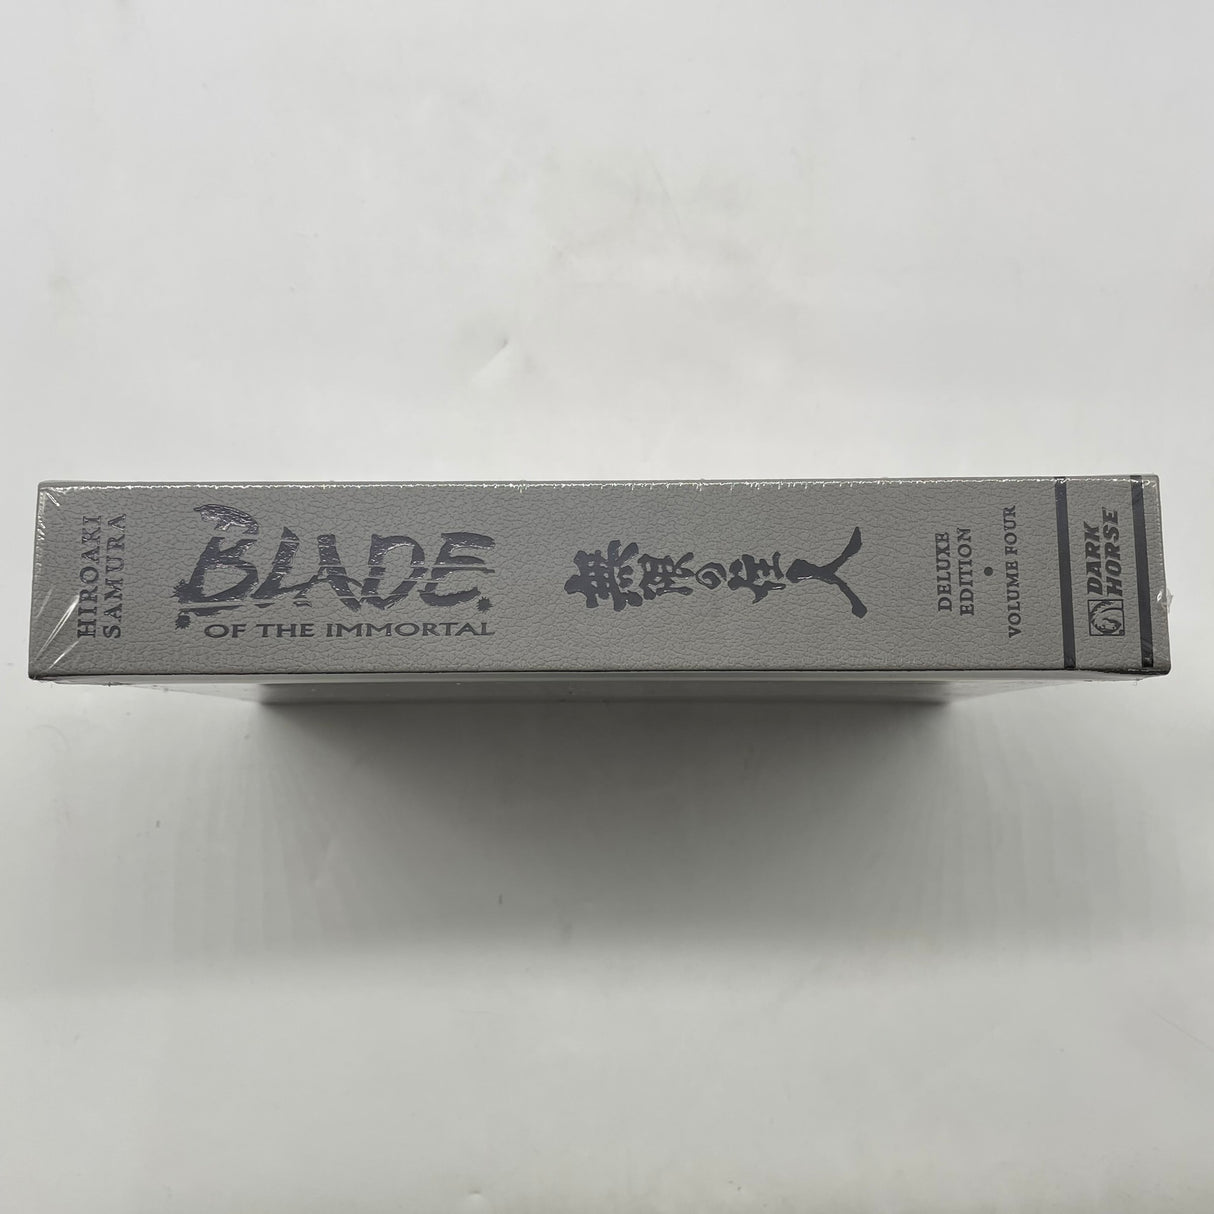 HIROAKI
SAMURA
BLADE
OF THE IMMORTAL
無限の住人
DELUXE
EDITION
•
VOLUME FOUR
DARK
HORSE